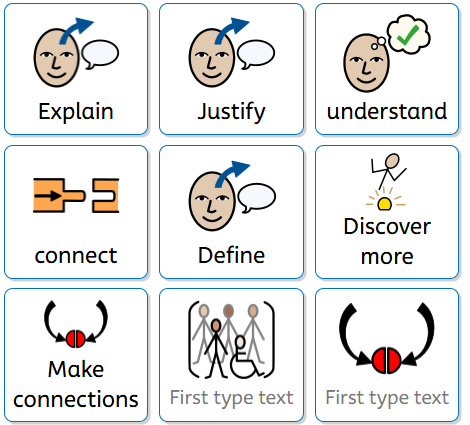 Explain
Justify
understand
connect
Define
Discover
more
Make
connections
First type text
First type text